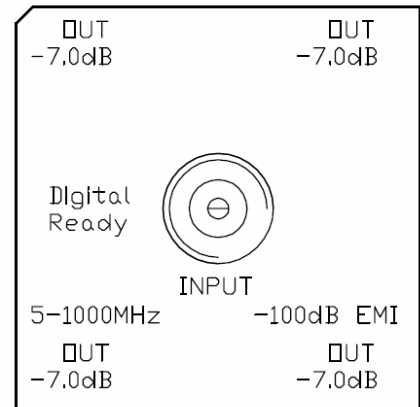 OUT OUT
-7.0dB -7.0dB
Digital
Ready
INPUT
5-1000MHz -100dB EMI
OUT OUT
-7.0dB -7.0dB